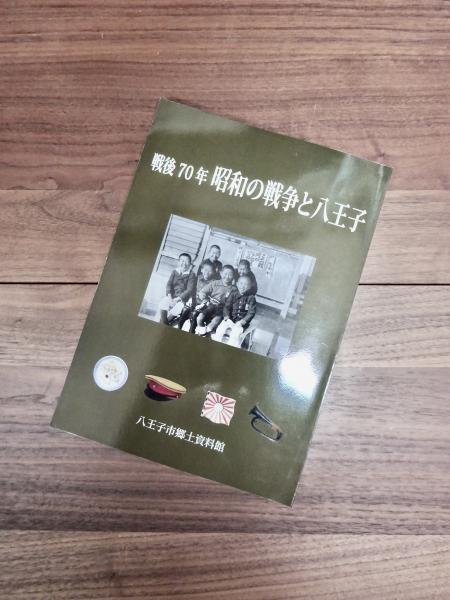 戦後70年 昭和の戦争と八王子
八王子市郷土資料館